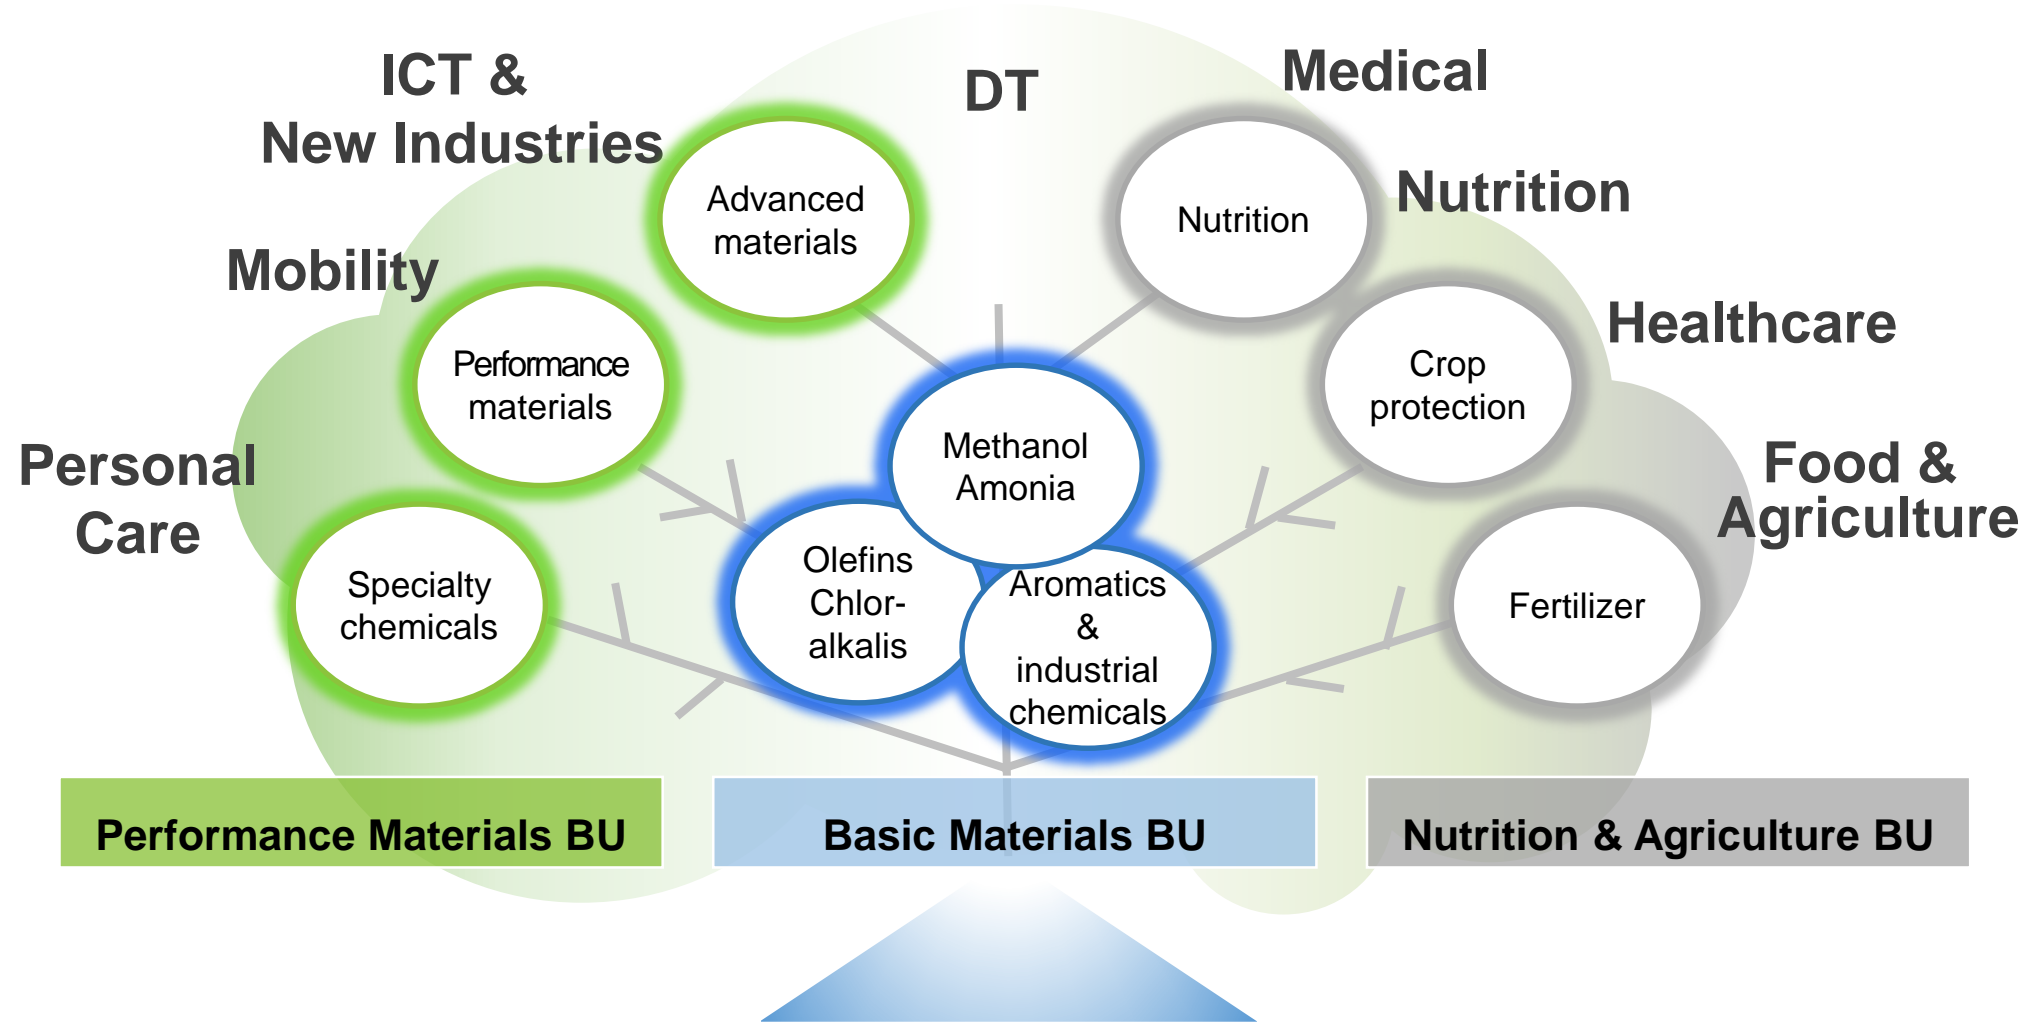 ICT &
New Industries
DT
Medical
Nutrition
Mobility
Healthcare
Personal
Care
Food &
Agriculture
Advanced
materials
Nutrition
Performance
materials
Crop
protection
Methanol
Amonia
Specialty
chemicals
Olefins
Chlor-
alkalis
Aromatics
&
industrial
chemicals
Fertilizer
Performance Materials BU
Basic Materials BU
Nutrition & Agriculture BU